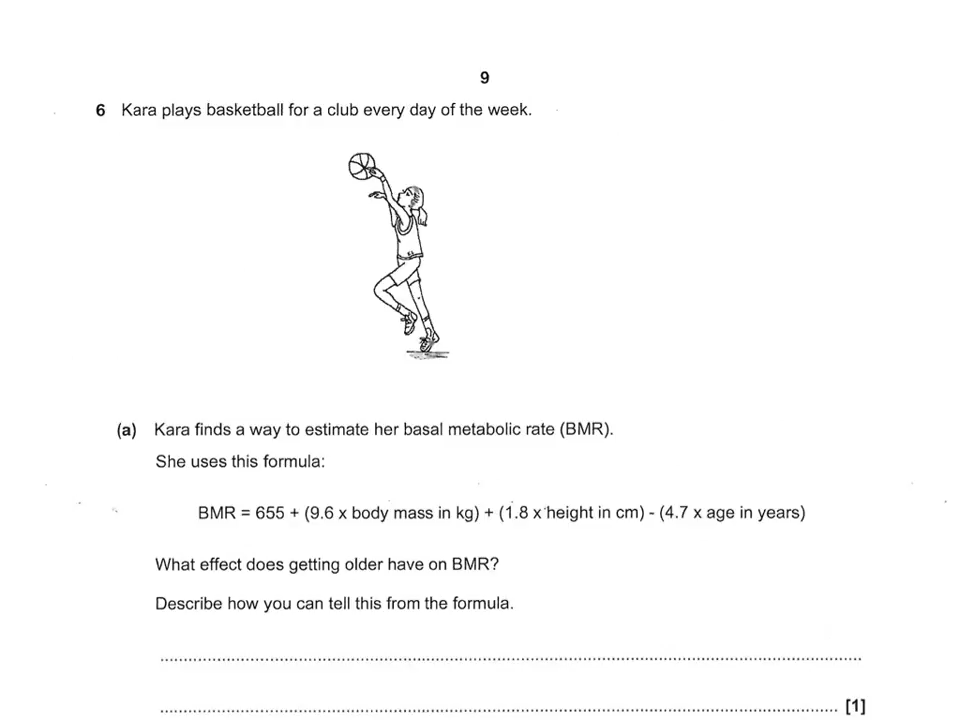 9
6 Kara plays basketball for a club every day of the week.
(a) Kara finds a way to estimate her basal metabolic rate (BMR).
She uses this formula:
BMR = 655 + (9.6 x body mass in kg) + (1.8 x height in cm) - (4.7 x age in years)
What effect does getting older have on BMR?
Describe how you can tell this from the formula.
[1]